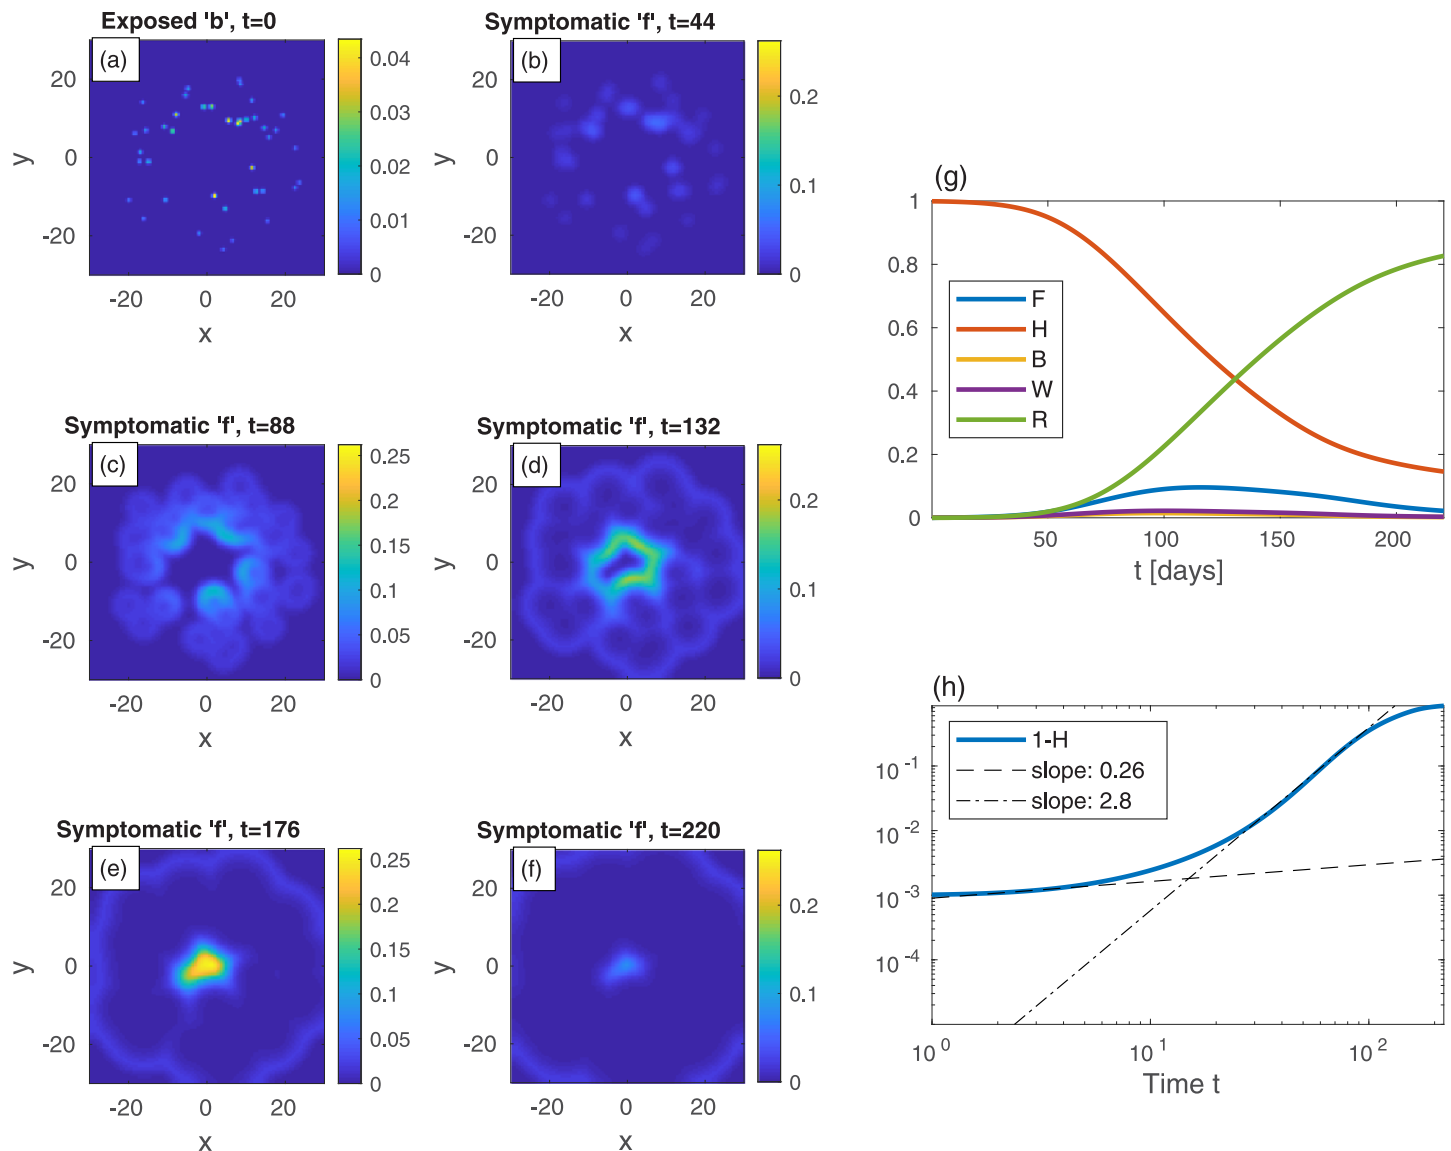 Exposed 'b', t=0
(a)
20
0
-20
y
-20 0 20
x
0.04
0.03
0.02
0.01
0
Symptomatic 'f', t=44
(b)
20
0
-20
y
-20 0 20
x
0.2
0.1
0
Symptomatic 'f', t=88
(c)
20
0
-20
y
-20 0 20
x
0.25
0.2
0.15
0.1
0.05
0
Symptomatic 'f', t=132
(d)
20
0
-20
y
-20 0 20
x
0.2
0.1
0
Symptomatic 'f', t=176
(e)
20
0
-20
y
-20 0 20
x
0.25
0.2
0.15
0.1
0.05
0
Symptomatic 'f', t=220
(f)
20
0
-20
y
-20 0 20
x
0.2
0.1
0
(g)
1
0.8
0.6
0.4
0.2
0
F
H
B
W
R
50 100 150 200
t [days]
(h)
1-H
slope: 0.26
slope: 2.8
10⁻¹
10⁻²
10⁻³
10⁻⁴
10⁰ 10¹ 10²
Time t